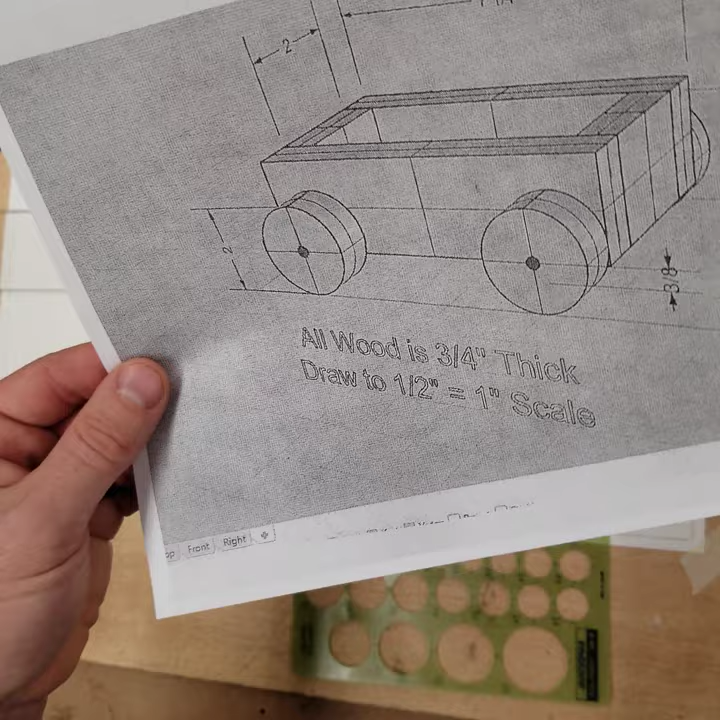 2
2
3/8
All Wood is 3/4" Thick
Draw to 1/2" = 1" Scale
Front
Right